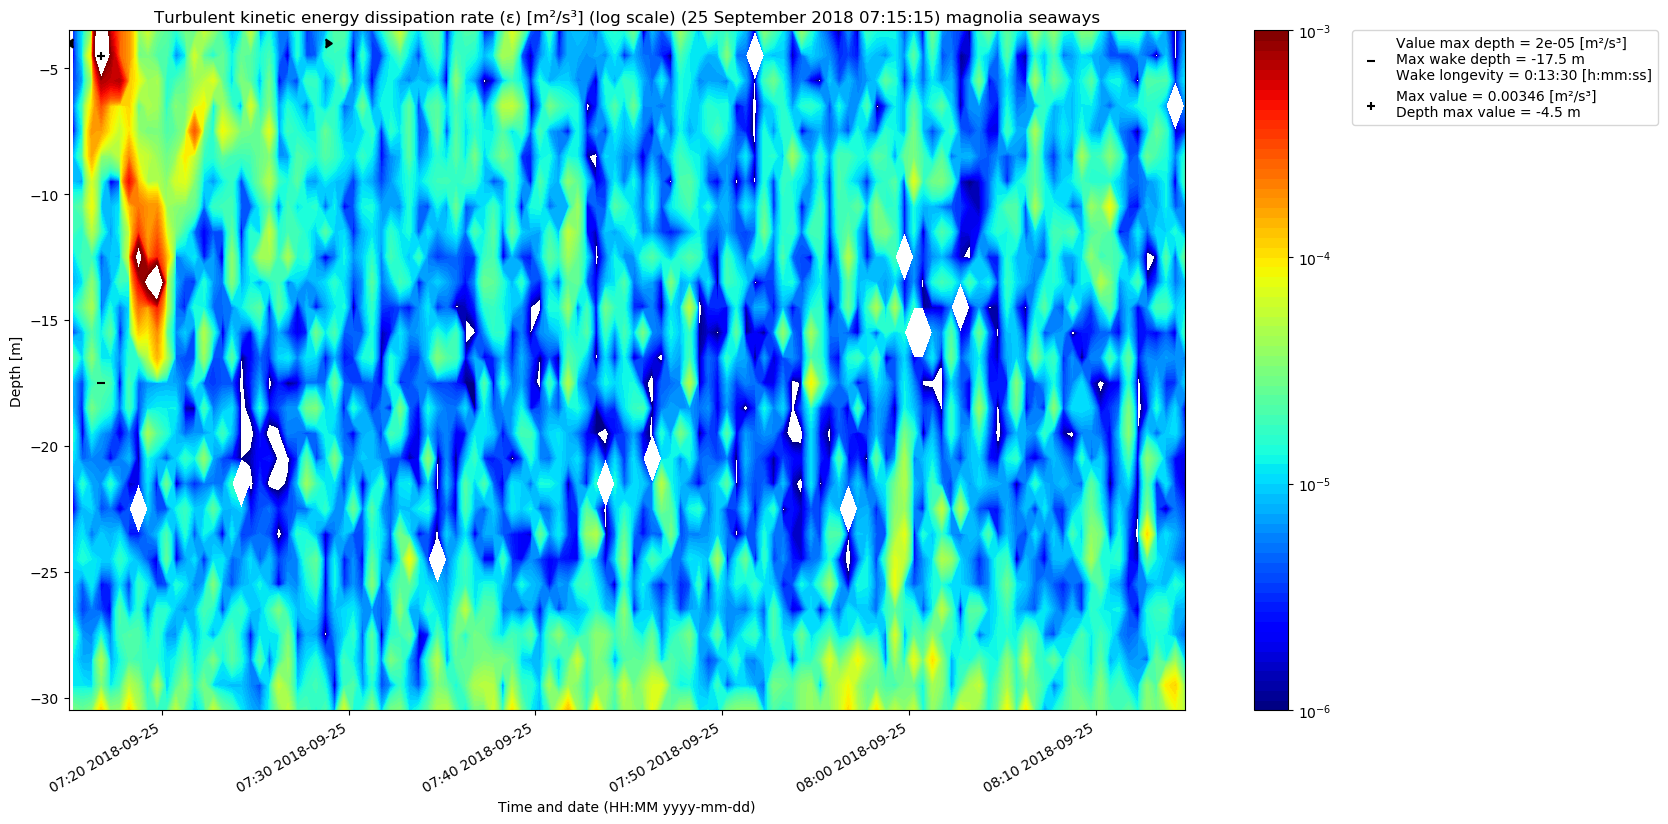 Turbulent kinetic energy dissipation rate (ε) [m²/s³] (log scale) (25 September 2018 07:15:15) magnolia seaways
Depth [m]
−5
−10
−15
−20
−25
−30
07:20 2018-09-25
07:30 2018-09-25
07:40 2018-09-25
07:50 2018-09-25
08:00 2018-09-25
08:10 2018-09-25
Time and date (HH:MM yyyy-mm-dd)
10⁻³
10⁻⁴
10⁻⁵
10⁻⁶
Value max depth = 2e-05 [m²/s³]
Max wake depth = -17.5 m
Wake longevity = 0:13:30 [h:mm:ss]
Max value = 0.00346 [m²/s³]
Depth max value = -4.5 m